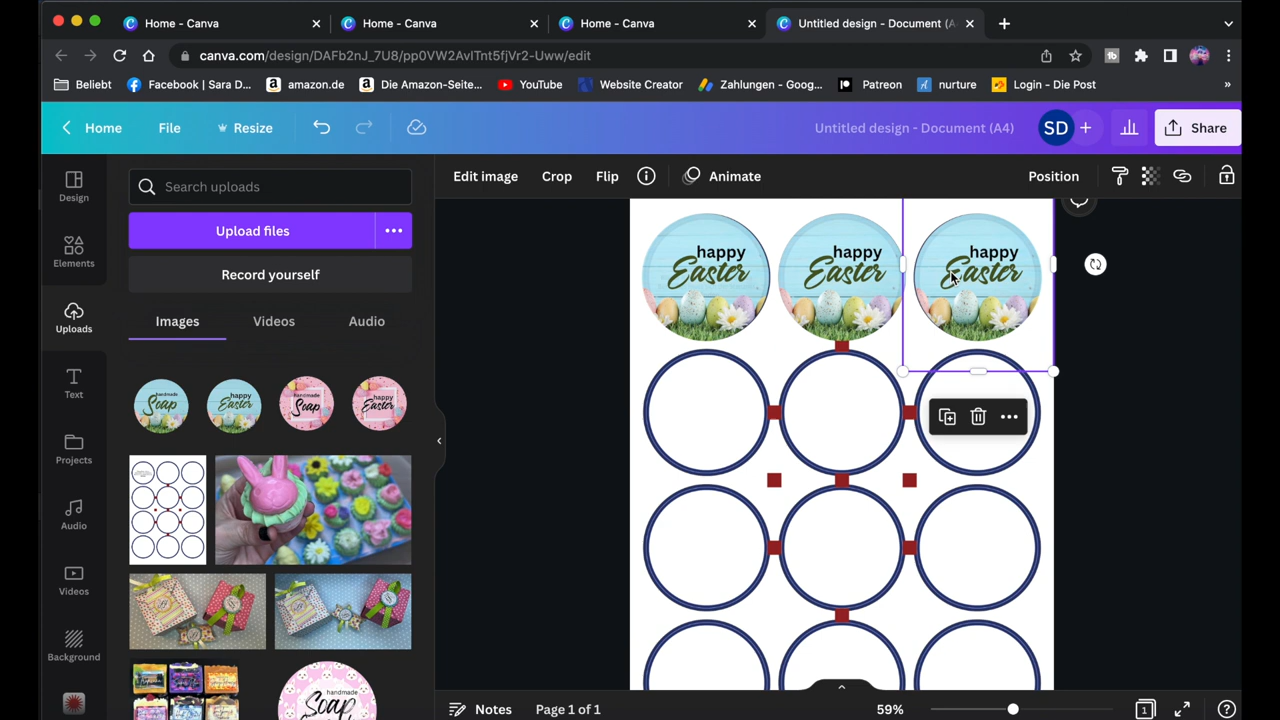 Home - Canva
Home - Canva
Home - Canva
Untitled design - Document (A
canva.com/design/DAFb2nJ_7U8/pp0VW2AvITnt5fjVr2-Uww/edit
Beliebt
Facebook | Sara D...
amazon.de
Die Amazon-Seite...
YouTube
Website Creator
Zahlungen - Goog...
Patreon
nurture
Login - Die Post
»
Home
File
Resize
Untitled design - Document (A4)
SD
+
Share
Design
Search uploads
Edit image
Crop
Flip
Animate
Position
Upload files
Elements
Record yourself
Uploads
Images
Videos
Audio
happy
Easter
happy
Easter
happy
Easter
Text
handmade
Soap
happy
Easter
handmade
Soap
happy
Easter
Projects
Audio
Videos
Background
handmade
Soap
Notes
Page 1 of 1
59%
1